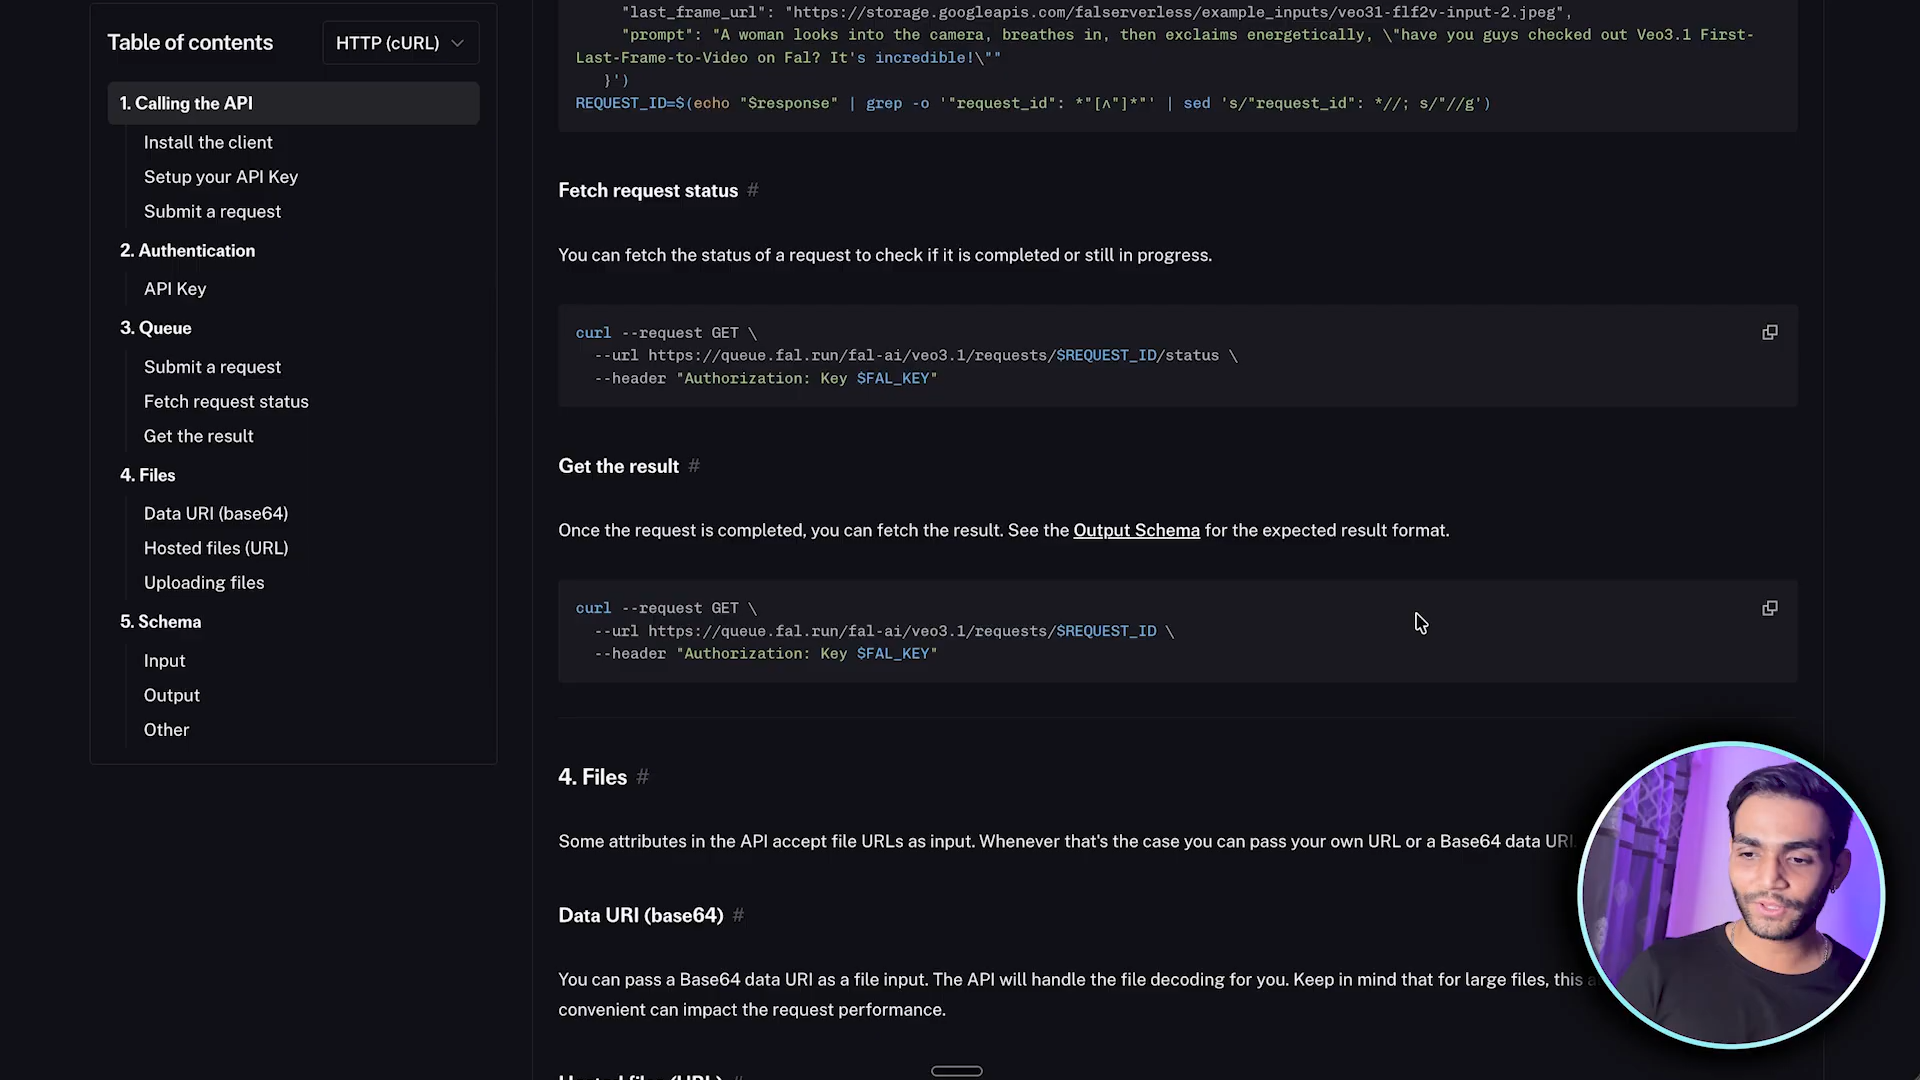 Table of contents
HTTP (cURL)
1. Calling the API
Install the client
Setup your API Key
Submit a request
2. Authentication
API Key
3. Queue
Submit a request
Fetch request status
Get the result
4. Files
Data URI (base64)
Hosted files (URL)
Uploading files
5. Schema
Input
Output
Other
"last_frame_url": "https://storage.googleapis.com/falserverless/example_inputs/veo31-flf2v-input-2.jpeg",
"prompt": "A woman looks into the camera, breathes in, then exclaims energetically, \"have you guys checked out Veo3.1 First-
Last-Frame-to-Video on Fal? It's incredible!\""
}')
REQUEST_ID=$(echo "$response" | grep -o '"request_id": *"[^"]*"' | sed 's/"request_id": *//; s/"//g')
Fetch request status #
You can fetch the status of a request to check if it is completed or still in progress.
curl --request GET \
--url https://queue.fal.run/fal-ai/veo3.1/requests/$REQUEST_ID/status \
--header "Authorization: Key $FAL_KEY"
Get the result #
Once the request is completed, you can fetch the result. See the Output Schema for the expected result format.
curl --request GET \
--url https://queue.fal.run/fal-ai/veo3.1/requests/$REQUEST_ID \
--header "Authorization: Key $FAL_KEY"
4. Files #
Some attributes in the API accept file URLs as input. Whenever that's the case you can pass your own URL or a Base64 data URI.
Data URI (base64) #
You can pass a Base64 data URI as a file input. The API will handle the file decoding for you. Keep in mind that for large files, this
convenient can impact the request performance.
Hosted files (URL) #